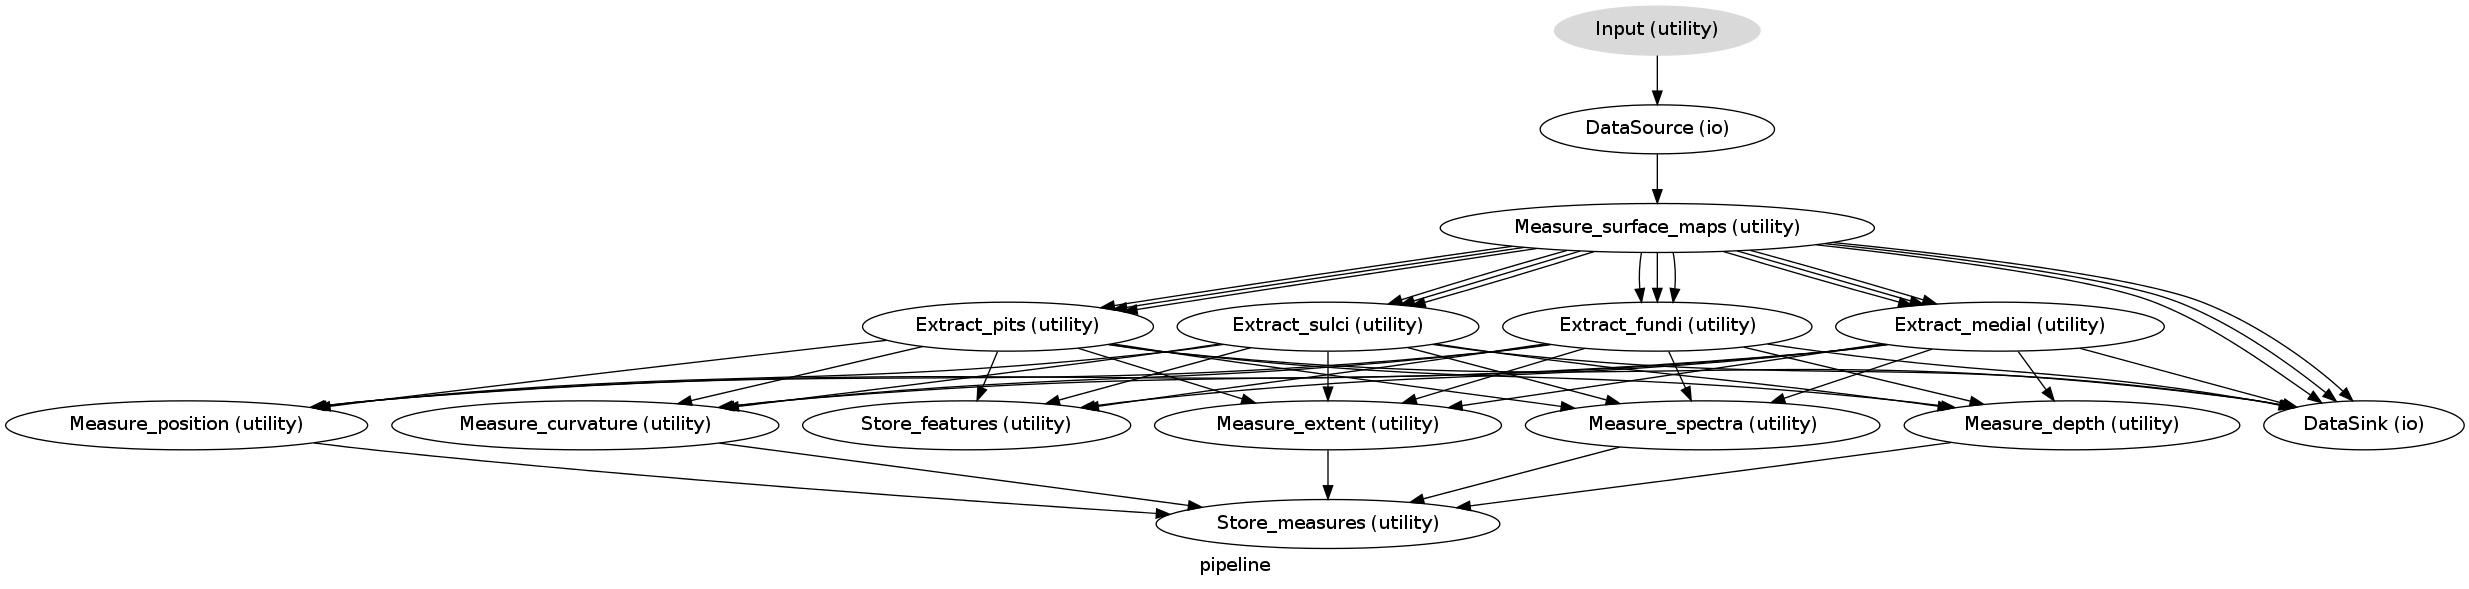 Input (utility)
DataSource (io)
Measure_surface_maps (utility)
Extract_pits (utility)
Extract_sulci (utility)
Extract_fundi (utility)
Extract_medial (utility)
Measure_position (utility)
Measure_curvature (utility)
Store_features (utility)
Measure_extent (utility)
Measure_spectra (utility)
Measure_depth (utility)
DataSink (io)
Store_measures (utility)
pipeline